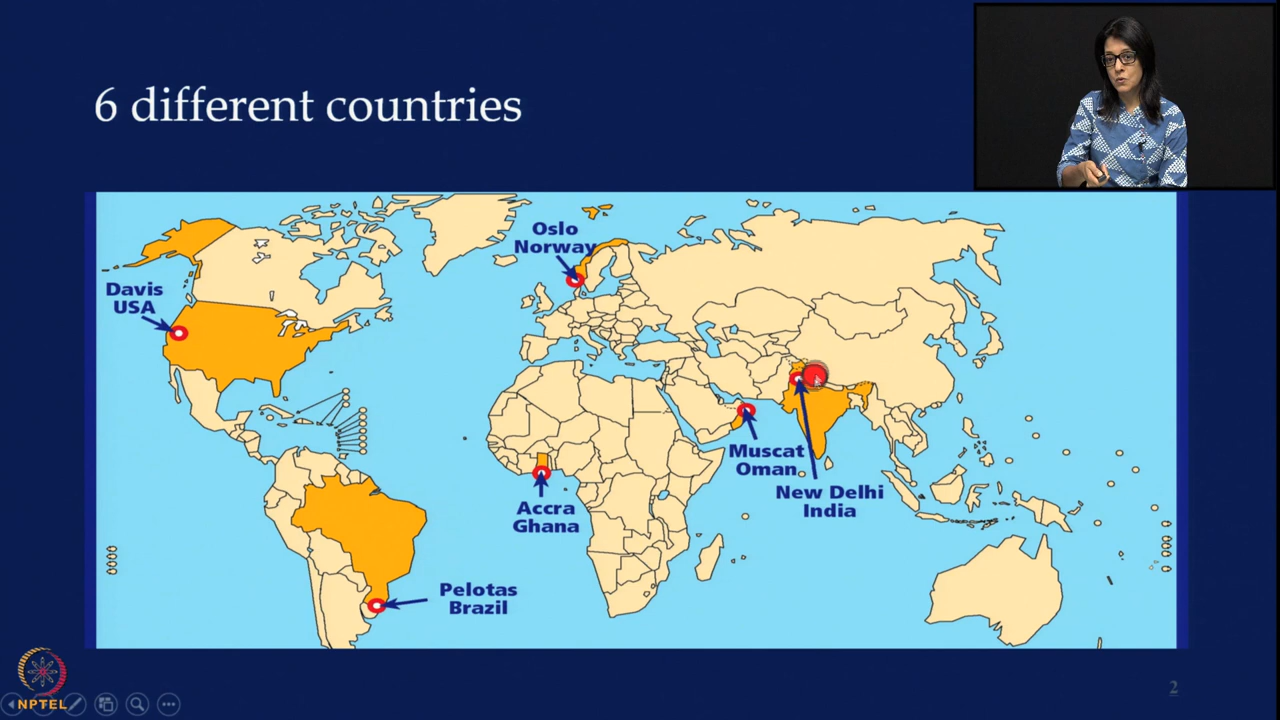 6 different countries
Oslo
Norway
Davis
USA
Muscat
Oman
New Delhi
India
Accra
Ghana
Pelotas
Brazil
NPTEL
2